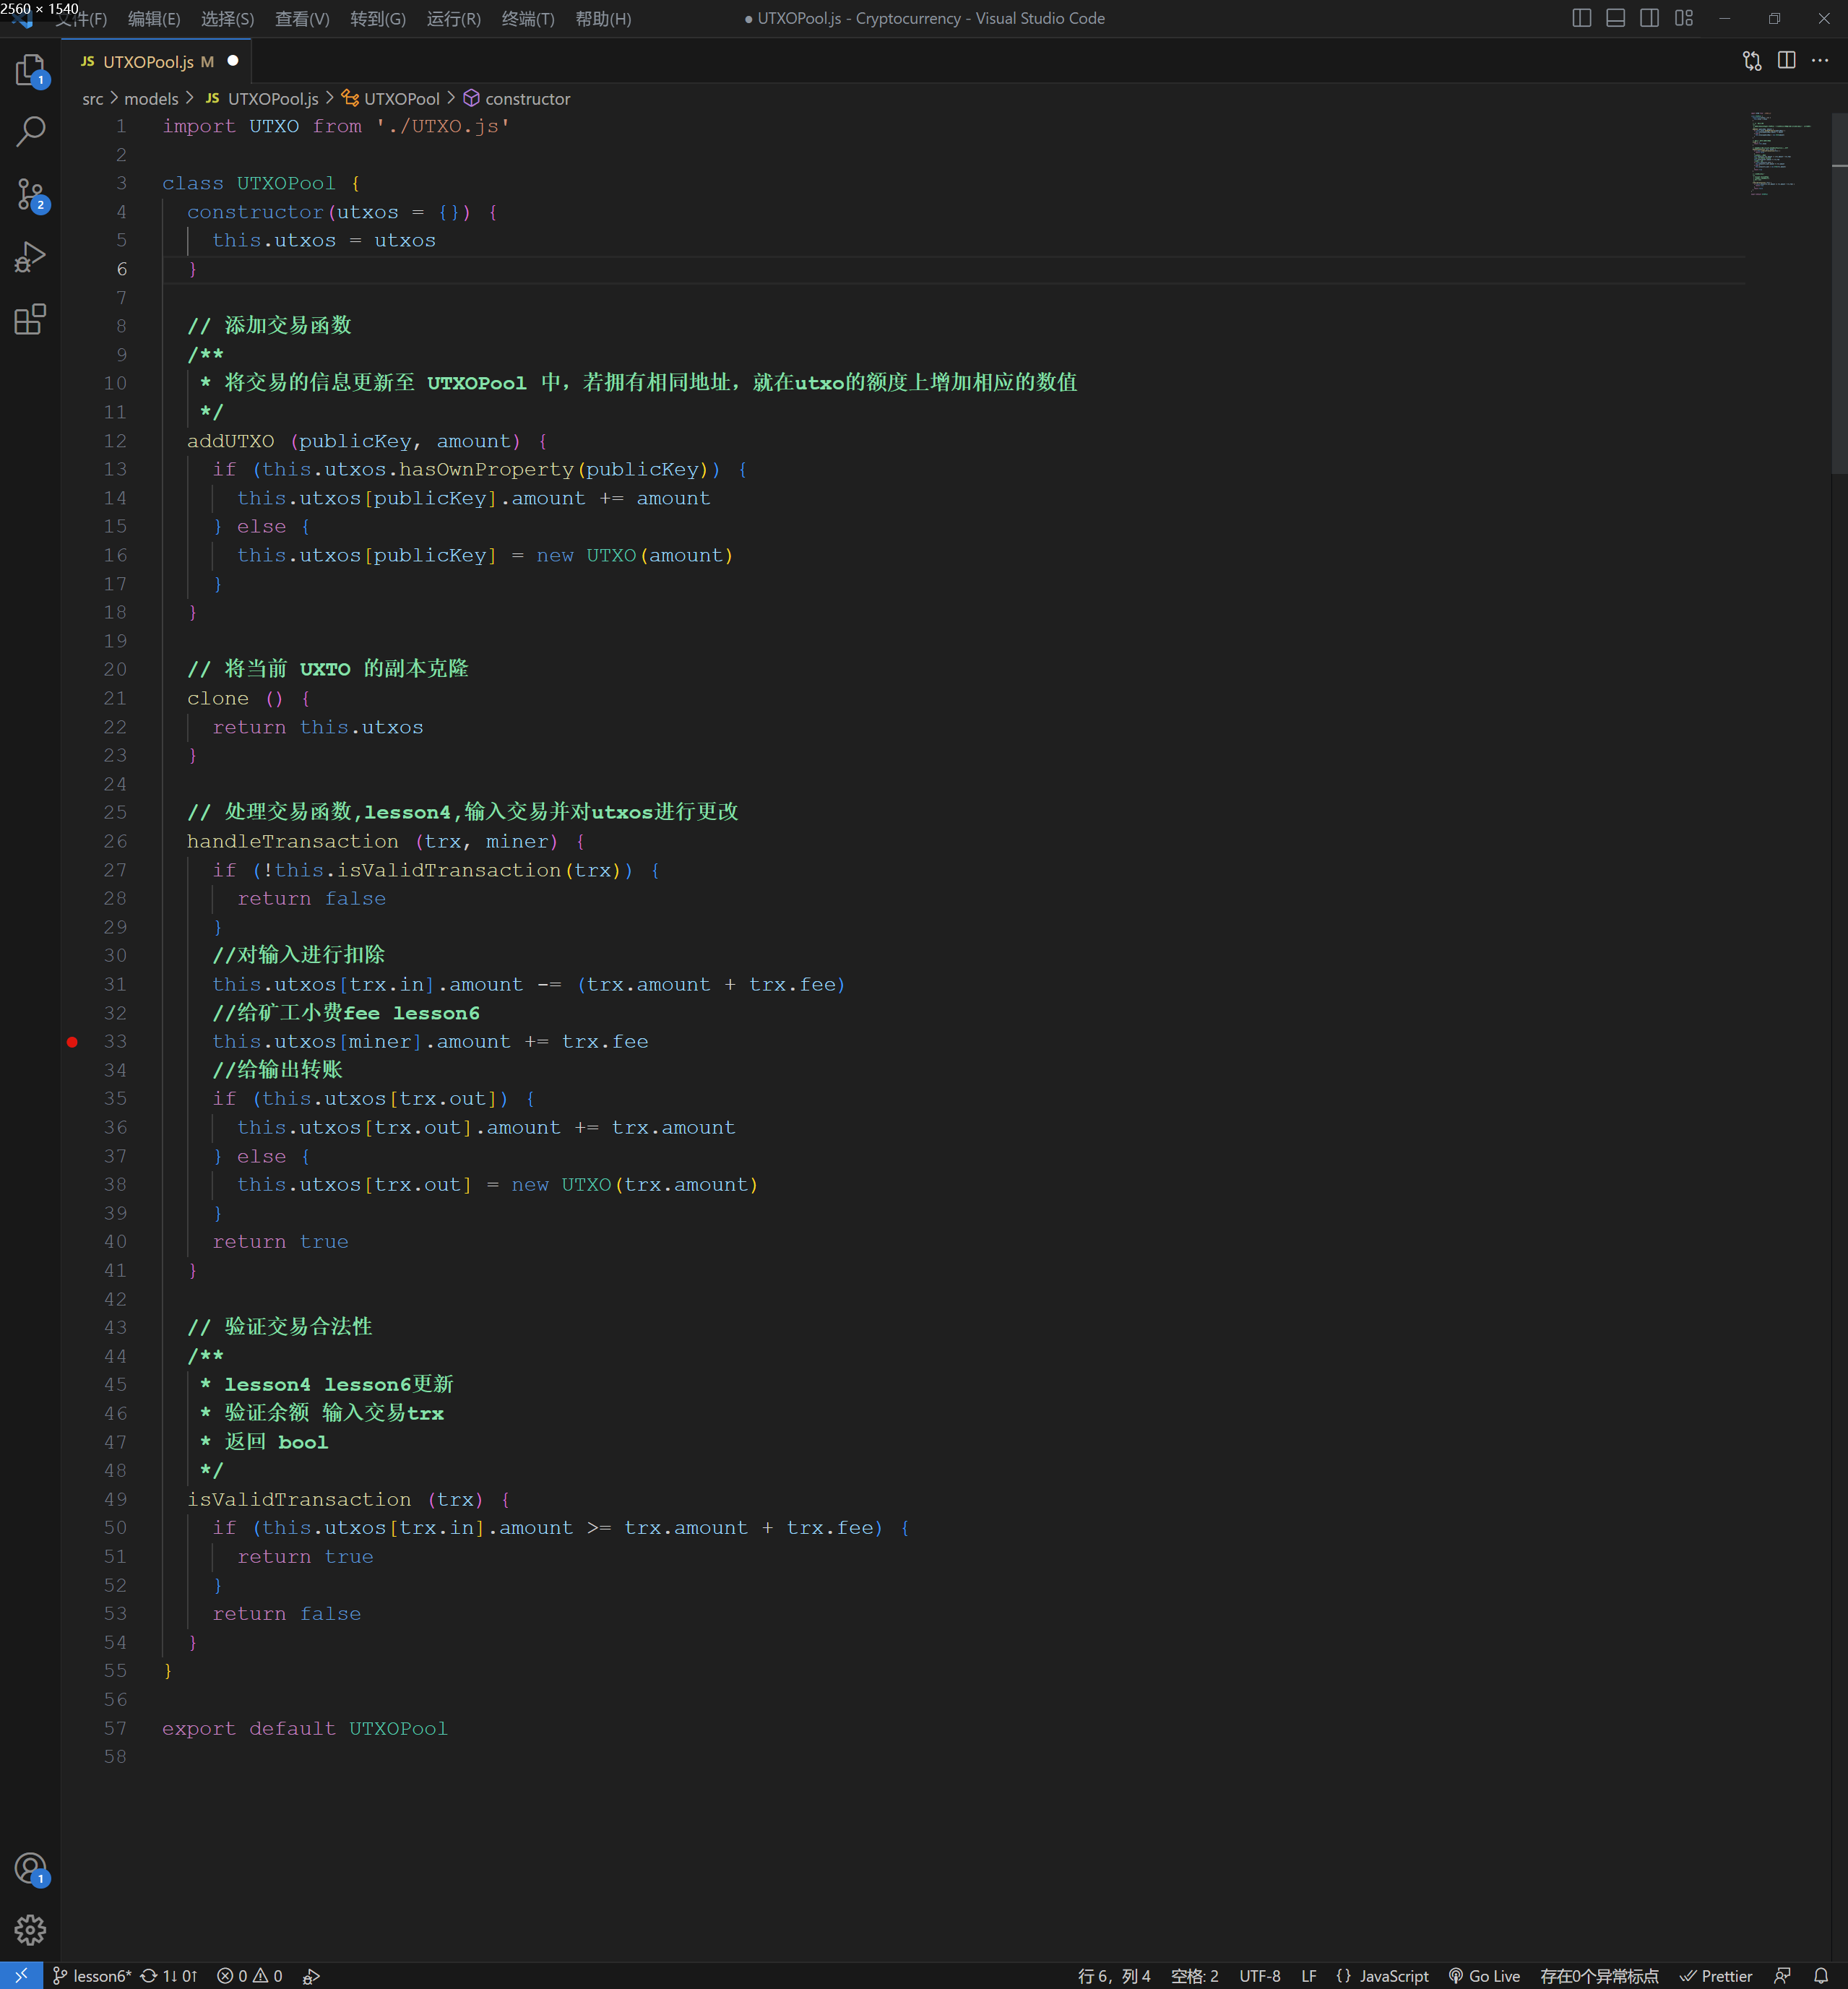 2560 × 1540
文件(F) 编辑(E) 选择(S) 查看(V) 转到(G) 运行(R) 终端(T) 帮助(H) ● UTXOPool.js - Cryptocurrency - Visual Studio Code
JS UTXOPool.js M ●
src > models > JS UTXOPool.js > UTXOPool > constructor
1 import UTXO from './UTXO.js'
2
3 class UTXOPool {
4 constructor(utxos = {}) {
5 this.utxos = utxos
6 }
7
8 // 添加交易函数
9 /**
10 * 将交易的信息更新至 UTXOPool 中，若拥有相同地址，就在utxo的额度上增加相应的数值
11 */
12 addUTXO (publicKey, amount) {
13 if (this.utxos.hasOwnProperty(publicKey)) {
14 this.utxos[publicKey].amount += amount
15 } else {
16 this.utxos[publicKey] = new UTXO(amount)
17 }
18 }
19
20 // 将当前 UXTO 的副本克隆
21 clone () {
22 return this.utxos
23 }
24
25 // 处理交易函数,lesson4,输入交易并对utxos进行更改
26 handleTransaction (trx, miner) {
27 if (!this.isValidTransaction(trx)) {
28 return false
29 }
30 //对输入进行扣除
31 this.utxos[trx.in].amount -= (trx.amount + trx.fee)
32 //给矿工小费fee lesson6
33 this.utxos[miner].amount += trx.fee
34 //给输出转账
35 if (this.utxos[trx.out]) {
36 this.utxos[trx.out].amount += trx.amount
37 } else {
38 this.utxos[trx.out] = new UTXO(trx.amount)
39 }
40 return true
41 }
42
43 // 验证交易合法性
44 /**
45 * lesson4 lesson6更新
46 * 验证余额 输入交易trx
47 * 返回 bool
48 */
49 isValidTransaction (trx) {
50 if (this.utxos[trx.in].amount >= trx.amount + trx.fee) {
51 return true
52 }
53 return false
54 }
55 }
56
57 export default UTXOPool
58
1
2
1
lesson6* 1↓ 0↑ 0 0 行 6，列 4 空格: 2 UTF-8 LF {} JavaScript Go Live 存在0个异常标点 Prettier